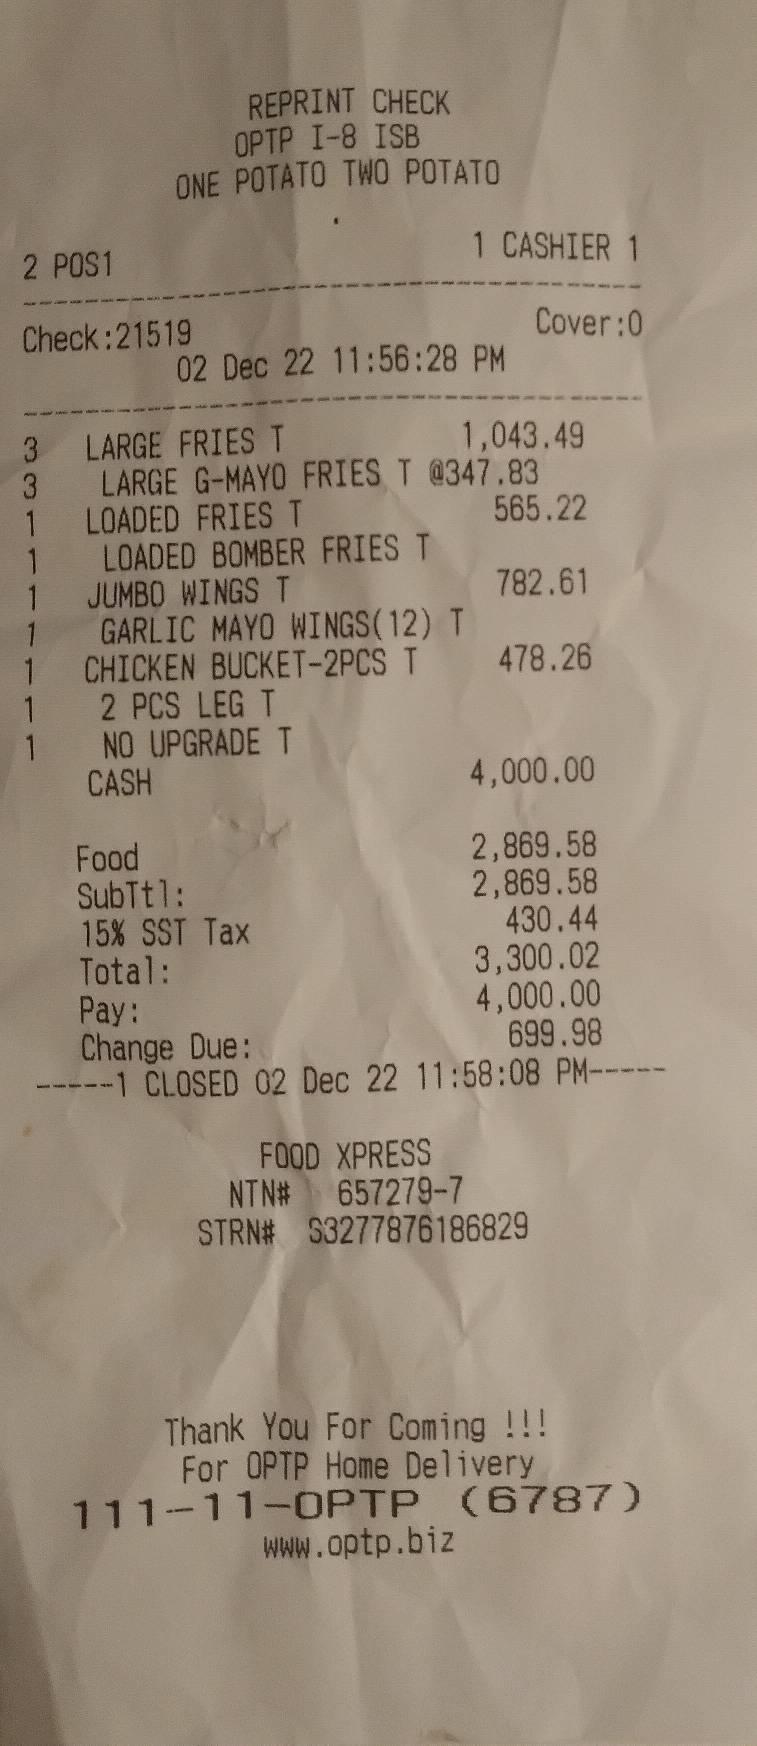 REPRINT CHECK
OPTP I-8 ISB
ONE POTATO TWO POTATO
2 POS1 1 CASHIER 1
Check:21519 Cover:0
02 Dec 22 11:56:28 PM
3 LARGE FRIES T 1,043.49
3 LARGE G-MAYO FRIES T @347.83
1 LOADED FRIES T 565.22
1 LOADED BOMBER FRIES T
1 JUMBO WINGS T 782.61
1 GARLIC MAYO WINGS(12) T
1 CHICKEN BUCKET-2PCS T 478.26
1 2 PCS LEG T
1 NO UPGRADE T
CASH 4,000.00
Food 2,869.58
SubTtl: 2,869.58
15% SST Tax 430.44
Total: 3,300.02
Pay: 4,000.00
Change Due: 699.98
-----1 CLOSED 02 Dec 22 11:58:08 PM-----
FOOD XPRESS
NTN# 657279-7
STRN# S3277876186829
Thank You For Coming !!!
For OPTP Home Delivery
111-11-OPTP (6787)
www.optp.biz